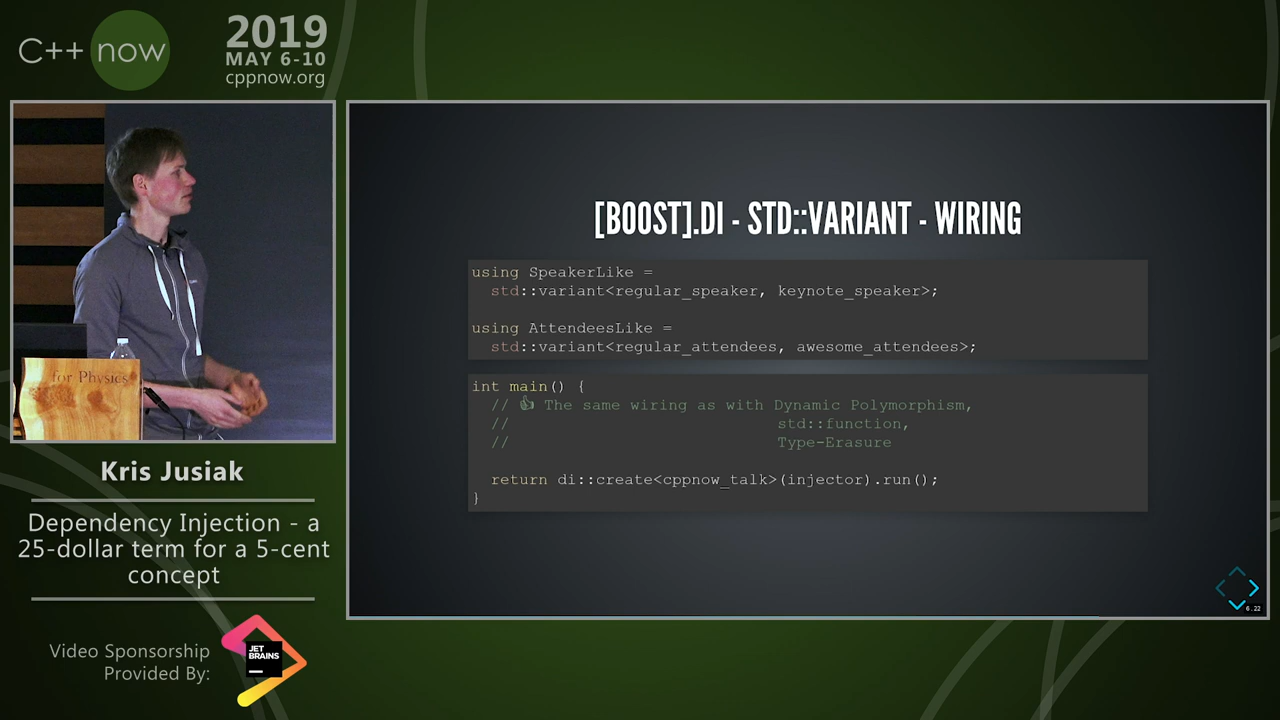 C++ now
2019
MAY 6-10
cppnow.org
for Physics
Kris Jusiak
Dependency Injection - a
25-dollar term for a 5-cent
concept
Video Sponsorship
Provided By:
JET
BRAINS
[BOOST].DI - STD::VARIANT - WIRING
using SpeakerLike =
std::variant<regular_speaker, keynote_speaker>;
using AttendeesLike =
std::variant<regular_attendees, awesome_attendees>;
int main() {
// 👍 The same wiring as with Dynamic Polymorphism,
// std::function,
// Type-Erasure
return di::create<cppnow_talk>(injector).run();
}
6.22